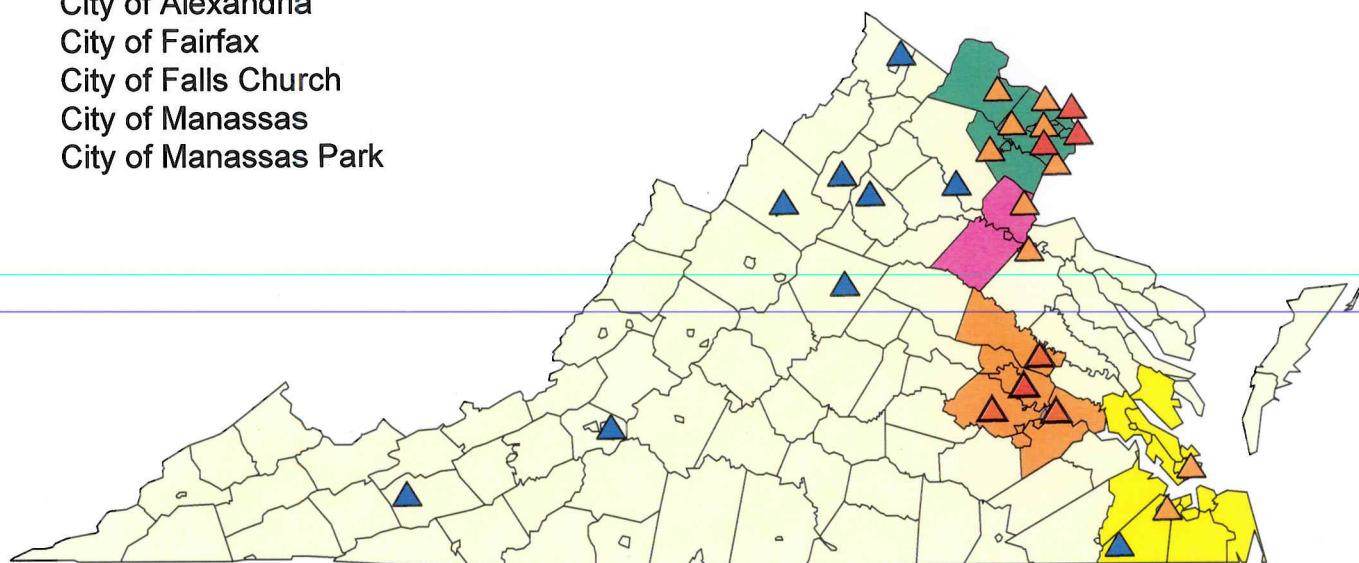 City of Alexandria
City of Fairfax
City of Falls Church
City of Manassas
City of Manassas Park